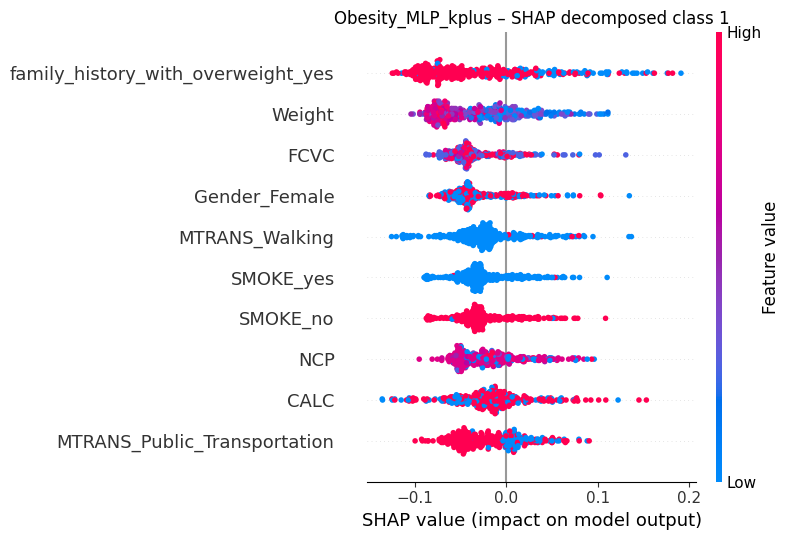 Obesity_MLP_kplus – SHAP decomposed class 1
High
family_history_with_overweight_yes
Weight
FCVC
Gender_Female
MTRANS_Walking
SMOKE_yes
SMOKE_no
NCP
CALC
MTRANS_Public_Transportation
Feature value
Low
−0.1 0.0 0.1 0.2
SHAP value (impact on model output)